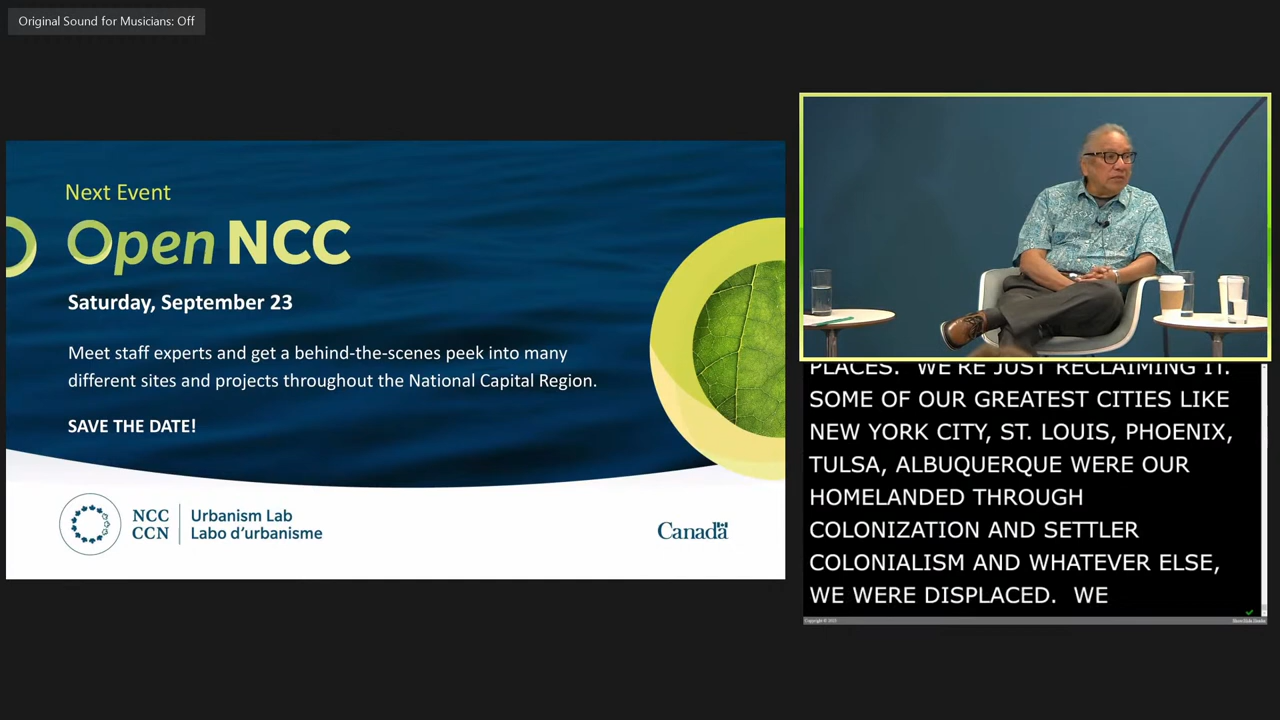 Original Sound for Musicians: Off
Next Event
Open NCC
Saturday, September 23
Meet staff experts and get a behind-the-scenes peek into many
different sites and projects throughout the National Capital Region.
SAVE THE DATE!
NCC
CCN
Urbanism Lab
Labo d'urbanisme
Canada
PLACES.  WE'RE JUST RECLAIMING IT.
SOME OF OUR GREATEST CITIES LIKE
NEW YORK CITY, ST. LOUIS, PHOENIX,
TULSA, ALBUQUERQUE WERE OUR
HOMELANDED THROUGH
COLONIZATION AND SETTLER
COLONIALISM AND WHATEVER ELSE,
WE WERE DISPLACED.  WE